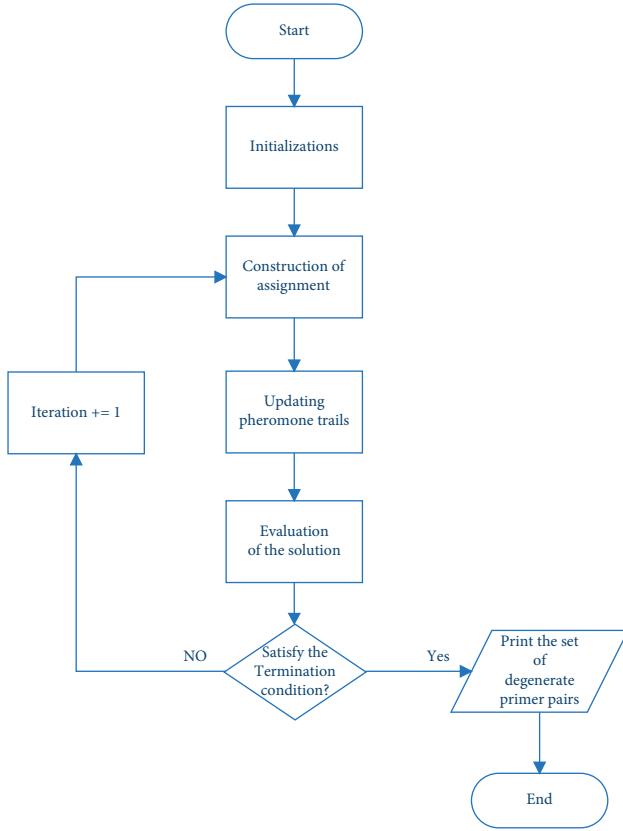 Start
Initializations
Construction of
assignment
Iteration += 1
Updating
pheromone trails
Evaluation
of the solution
NO
Satisfy the
Termination
condition?
Yes
Print the set
of
degenerate
primer pairs
End